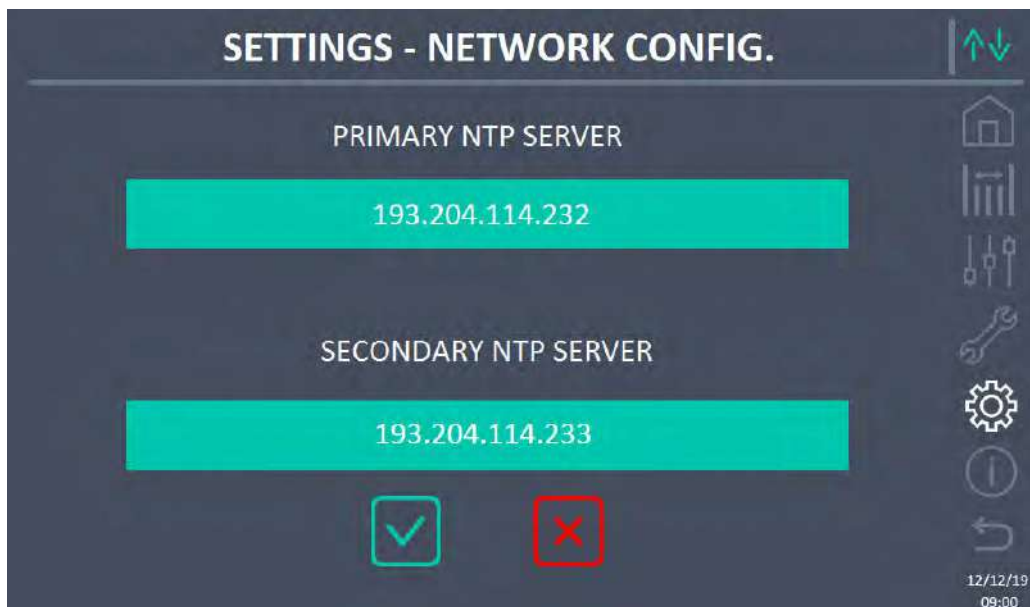 SETTINGS - NETWORK CONFIG.
PRIMARY NTP SERVER
193.204.114.232
SECONDARY NTP SERVER
193.204.114.233
12/12/19
09:00